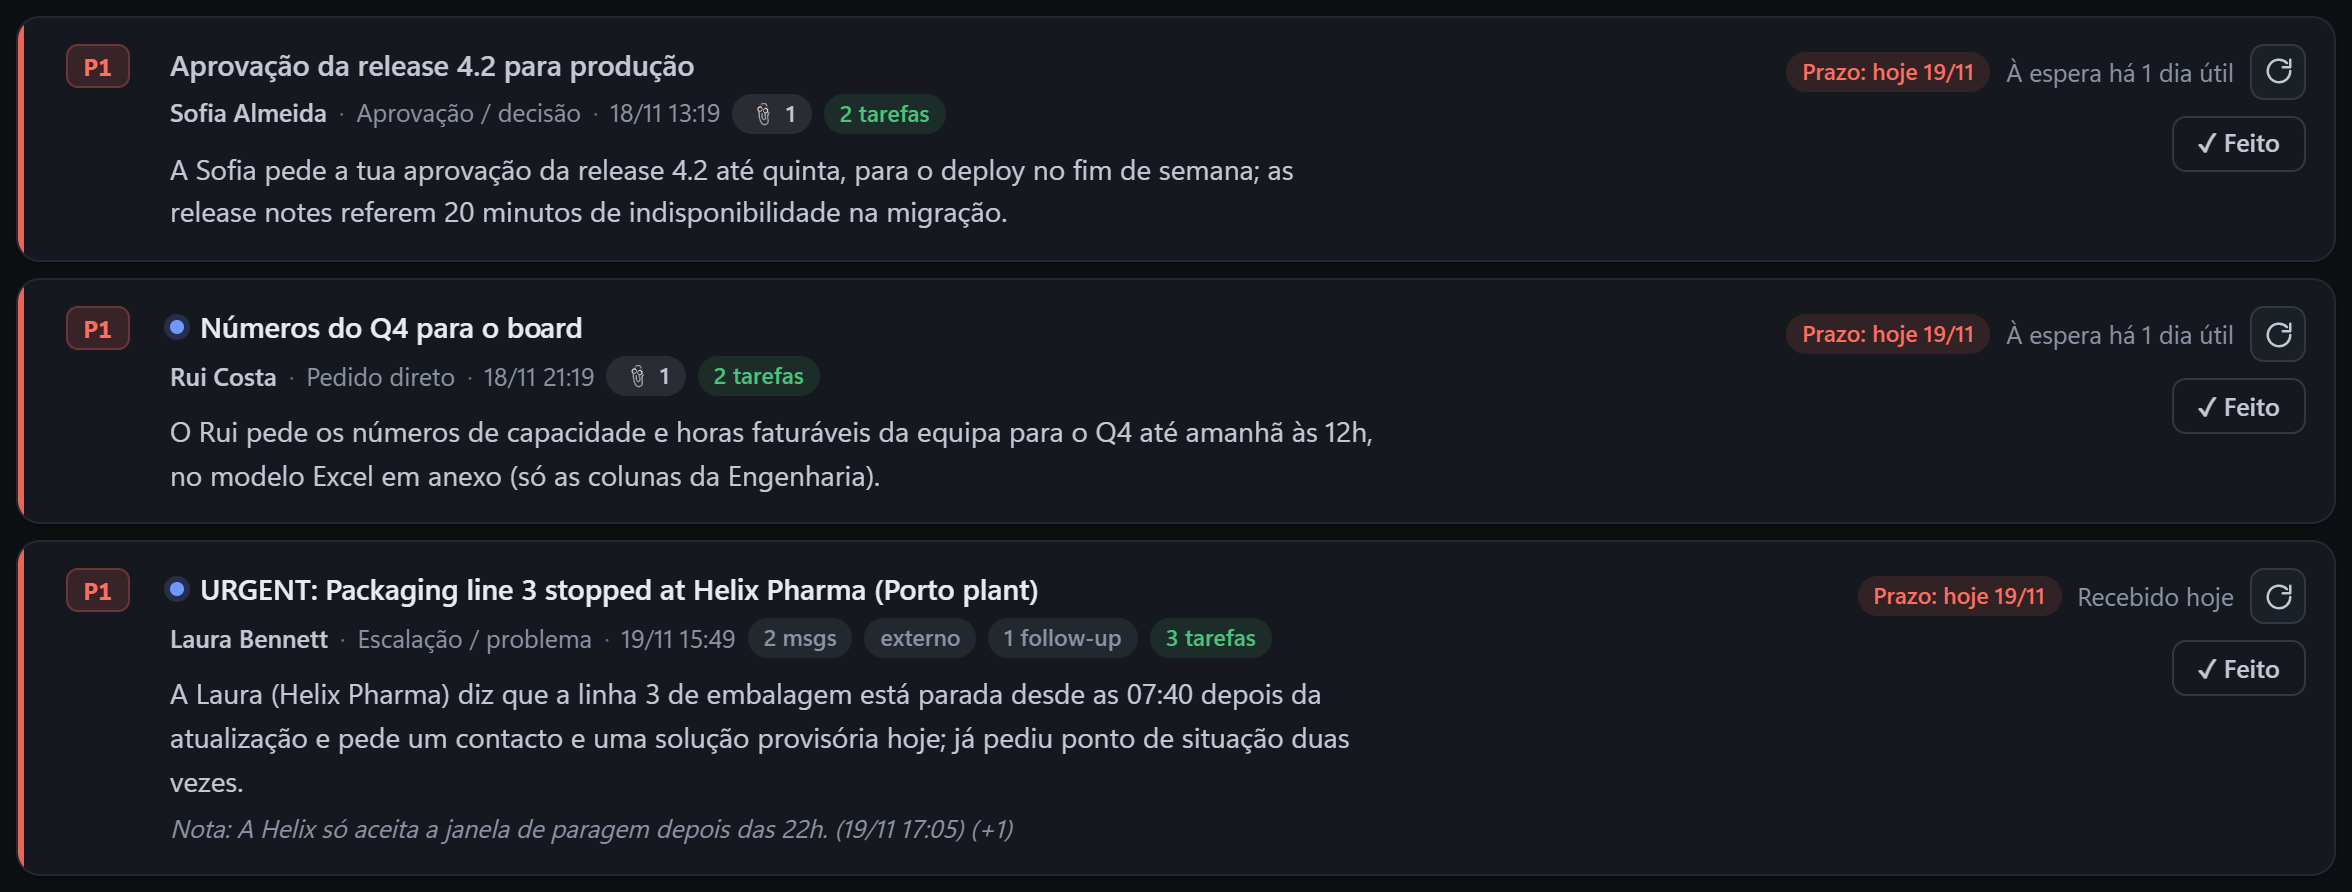 P1 Aprovação da release 4.2 para produção Prazo: hoje 19/11 À espera há 1 dia útil
Sofia Almeida · Aprovação / decisão · 18/11 13:19 1 2 tarefas
✓ Feito
A Sofia pede a tua aprovação da release 4.2 até quinta, para o deploy no fim de semana; as
release notes referem 20 minutos de indisponibilidade na migração.
P1 Números do Q4 para o board Prazo: hoje 19/11 À espera há 1 dia útil
Rui Costa · Pedido direto · 18/11 21:19 1 2 tarefas
✓ Feito
O Rui pede os números de capacidade e horas faturáveis da equipa para o Q4 até amanhã às 12h,
no modelo Excel em anexo (só as colunas da Engenharia).
P1 URGENT: Packaging line 3 stopped at Helix Pharma (Porto plant) Prazo: hoje 19/11 Recebido hoje
Laura Bennett · Escalação / problema · 19/11 15:49 2 msgs externo 1 follow-up 3 tarefas
✓ Feito
A Laura (Helix Pharma) diz que a linha 3 de embalagem está parada desde as 07:40 depois da
atualização e pede um contacto e uma solução provisória hoje; já pediu ponto de situação duas
vezes.
Nota: A Helix só aceita a janela de paragem depois das 22h. (19/11 17:05) (+1)